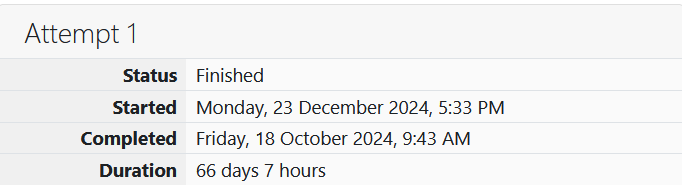 Attempt 1
Status Finished
Started Monday, 23 December 2024, 5:33 PM
Completed Friday, 18 October 2024, 9:43 AM
Duration 66 days 7 hours